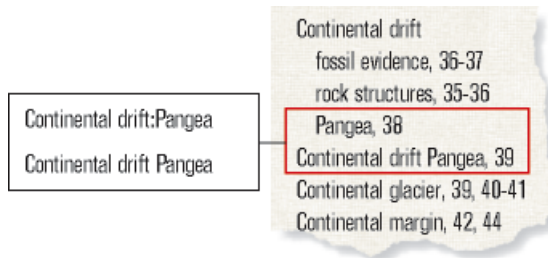 Continental drift:Pangea
Continental drift Pangea
Continental drift
fossil evidence, 36-37
rock structures, 35-36
Pangea, 38
Continental drift Pangea, 39
Continental glacier, 39, 40-41
Continental margin, 42, 44